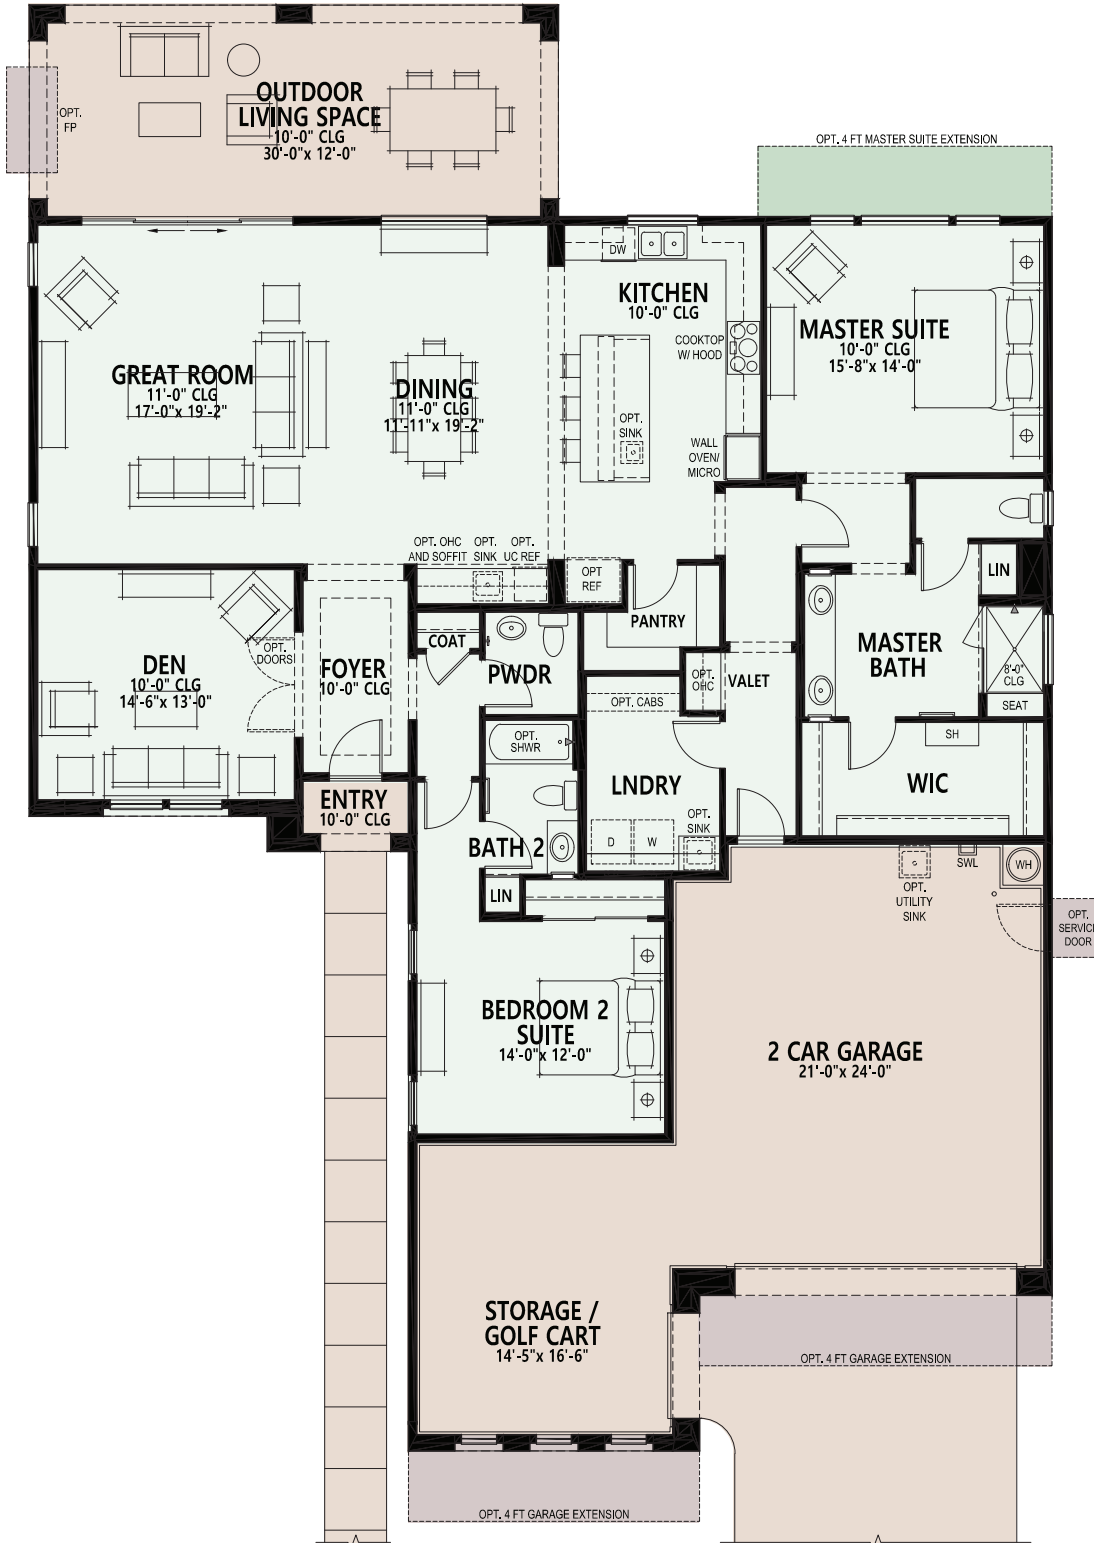 OUTDOOR
LIVING SPACE
10'-0" CLG
30'-0"x 12'-0"
OPT.
FP
OPT. 4 FT MASTER SUITE EXTENSION
DW
KITCHEN
10'-0" CLG
COOKTOP
W/ HOOD
MASTER SUITE
10'-0" CLG
15'-8"x 14'-0"
GREAT ROOM
11'-0" CLG
17'-0"x 19'-2"
DINING
11'-0" CLG
11'-11"x 19'-2"
OPT.
SINK
WALL
OVEN/
MICRO
OPT. OHC
AND SOFFIT
OPT.
SINK
OPT.
UC REF
OPT
REF
LIN
PANTRY
COAT
OPT.
DOORS
DEN
10'-0" CLG
14'-6"x 13'-0"
FOYER
10'-0" CLG
PWDR
OPT.
OHC
VALET
MASTER
BATH
8'-0"
CLG
SEAT
OPT. CABS
OPT.
SHWR
SH
LNDRY
WIC
ENTRY
10'-0" CLG
BATH 2
D
W
OPT.
SINK
SWL
WH
OPT.
UTILITY
SINK
LIN
OPT.
SERVIC
DOOR
BEDROOM 2
SUITE
14'-0"x 12'-0"
2 CAR GARAGE
21'-0"x 24'-0"
STORAGE /
GOLF CART
14'-5"x 16'-6"
OPT. 4 FT GARAGE EXTENSION
OPT. 4 FT GARAGE EXTENSION